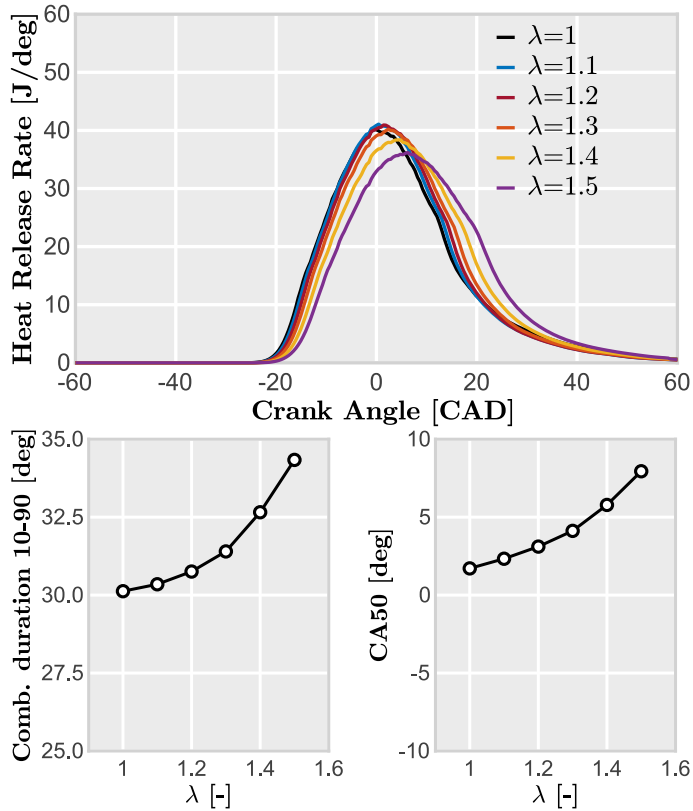 Heat Release Rate [J/deg]
60
50
40
30
20
10
0
-60
-40
-20
0
20
40
60
Crank Angle [CAD]
λ=1
λ=1.1
λ=1.2
λ=1.3
λ=1.4
λ=1.5
Comb. duration 10-90 [deg]
35.0
32.5
30.0
27.5
25.0
1
1.2
1.4
1.6
λ [-]
CA50 [deg]
10
5
0
-5
-10
1
1.2
1.4
1.6
λ [-]